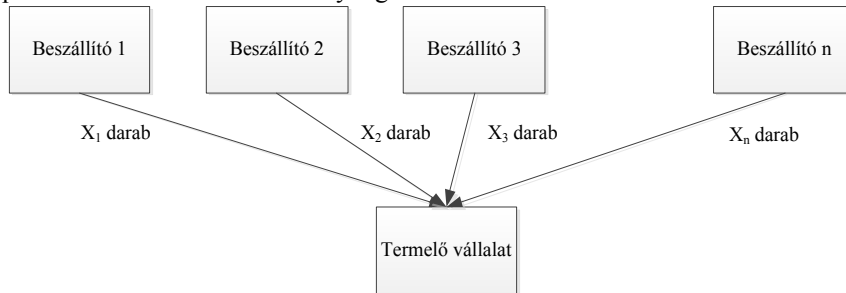 Beszállító 1
Beszállító 2
Beszállító 3
Beszállító n
X₁ darab
X₂ darab
X₃ darab
Xₙ darab
Termelő vállalat